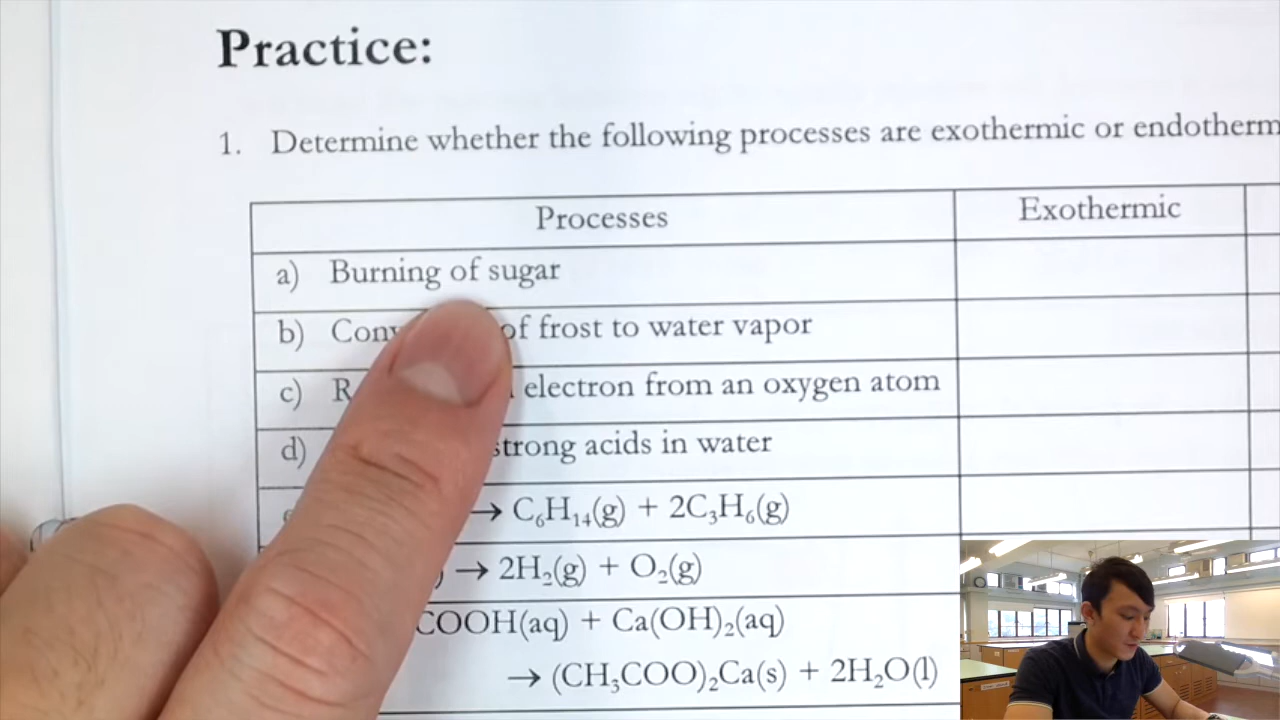 Practice:
1. Determine whether the following processes are exothermic or
Processes Exothermic
a) Burning of sugar
b) of frost to water vapor
c) electron from an oxygen atom
d) strong acids in water
→ C₆H₁₄(g) + 2C₃H₆(g)
→ 2H₂(g) + O₂(g)
COOH(aq) + Ca(OH)₂(aq)
→ (CH₃COO)₂Ca(s) + 2H₂O(l)